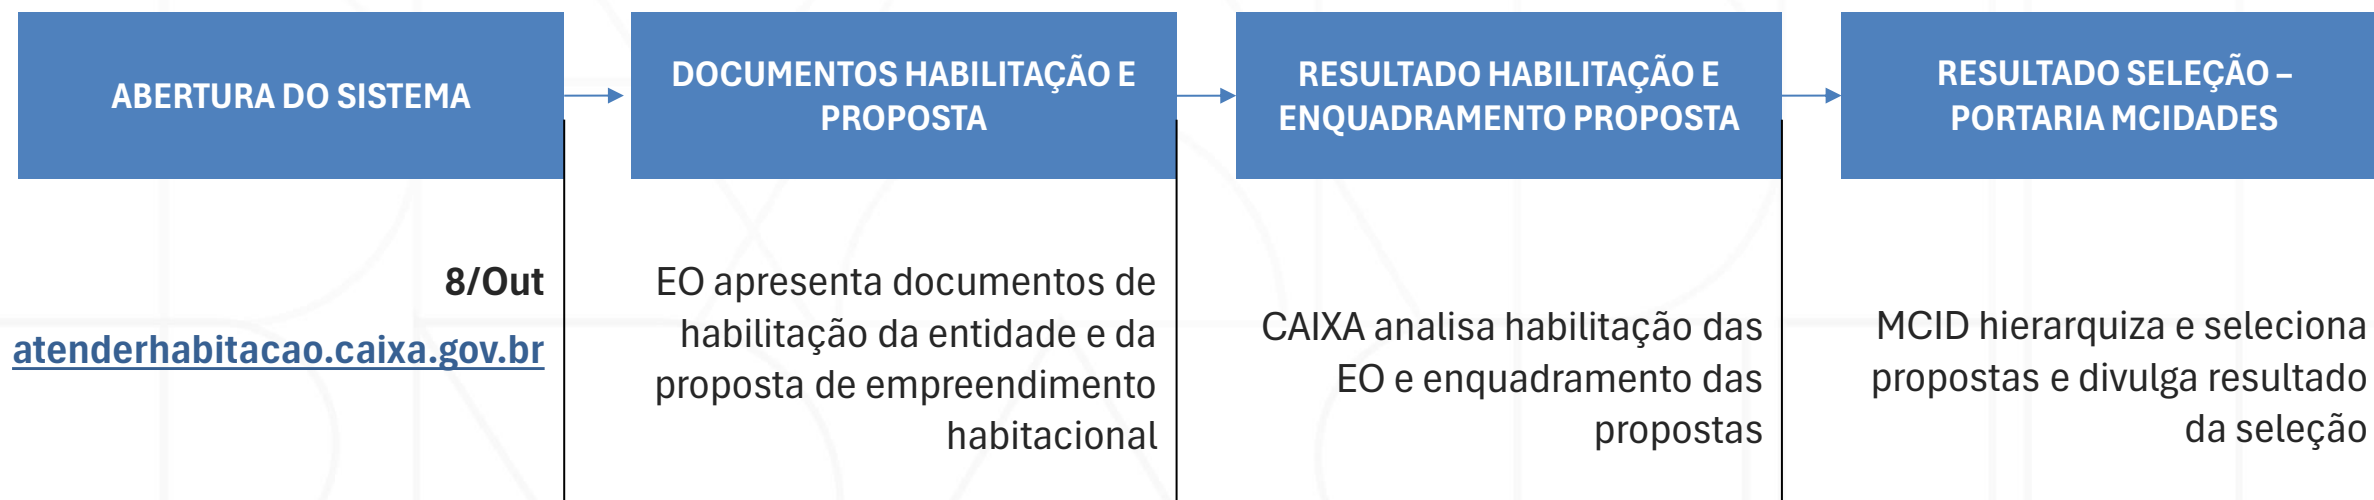 ABERTURA DO SISTEMA
DOCUMENTOS HABILITAÇÃO E
PROPOSTA
RESULTADO HABILITAÇÃO E
ENQUADRAMENTO PROPOSTA
RESULTADO SELEÇÃO –
PORTARIA MCIDADES
8/Out
atenderhabitacao.caixa.gov.br
EO apresenta documentos de
habilitação da entidade e da
proposta de empreendimento
habitacional
CAIXA analisa habilitação das
EO e enquadramento das
propostas
MCID hierarquiza e seleciona
propostas e divulga resultado
da seleção